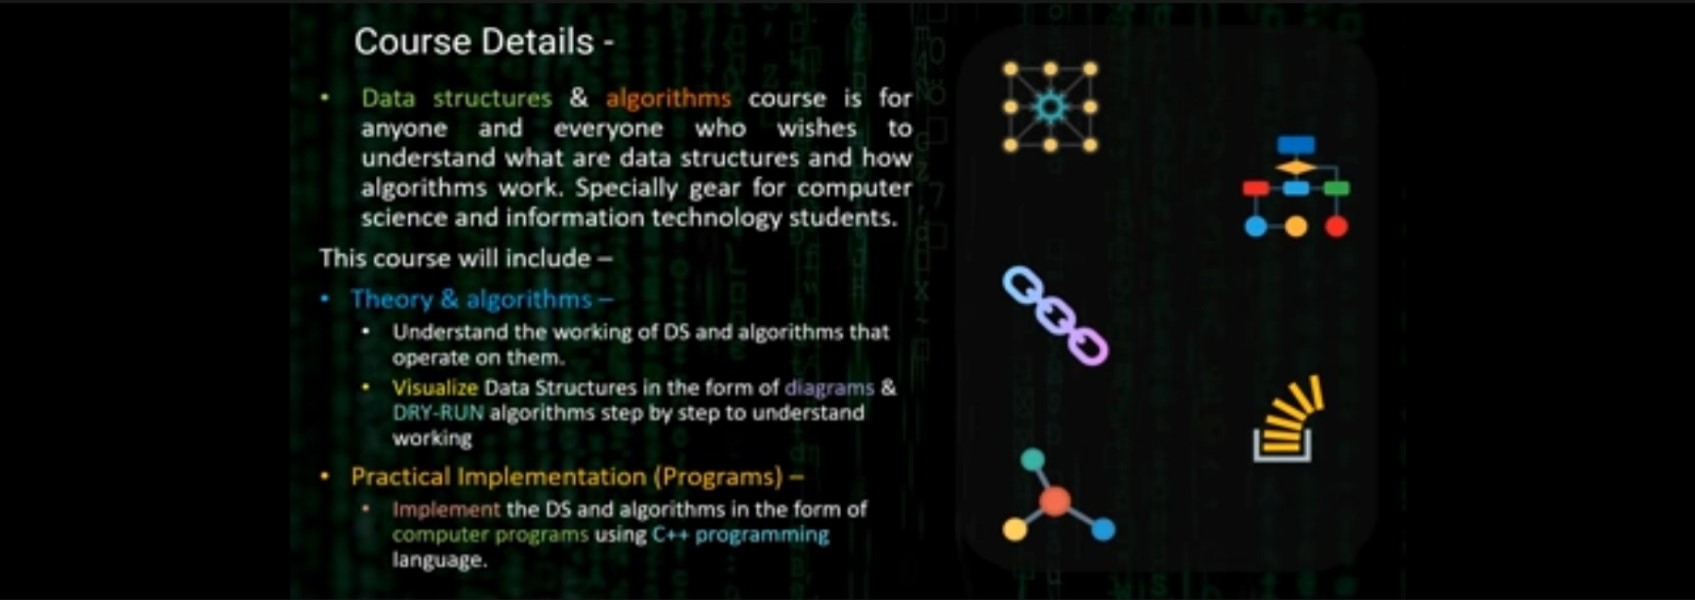 Course Details -
• Data structures & algorithms course is for
anyone and everyone who wishes to
understand what are data structures and how
algorithms work. Specially gear for computer
science and information technology students.
This course will include –
• Theory & algorithms –
• Understand the working of DS and algorithms that
operate on them.
• Visualize Data Structures in the form of diagrams &
DRY-RUN algorithms step by step to understand
working
• Practical Implementation (Programs) –
• Implement the DS and algorithms in the form of
computer programs using C++ programming
language.